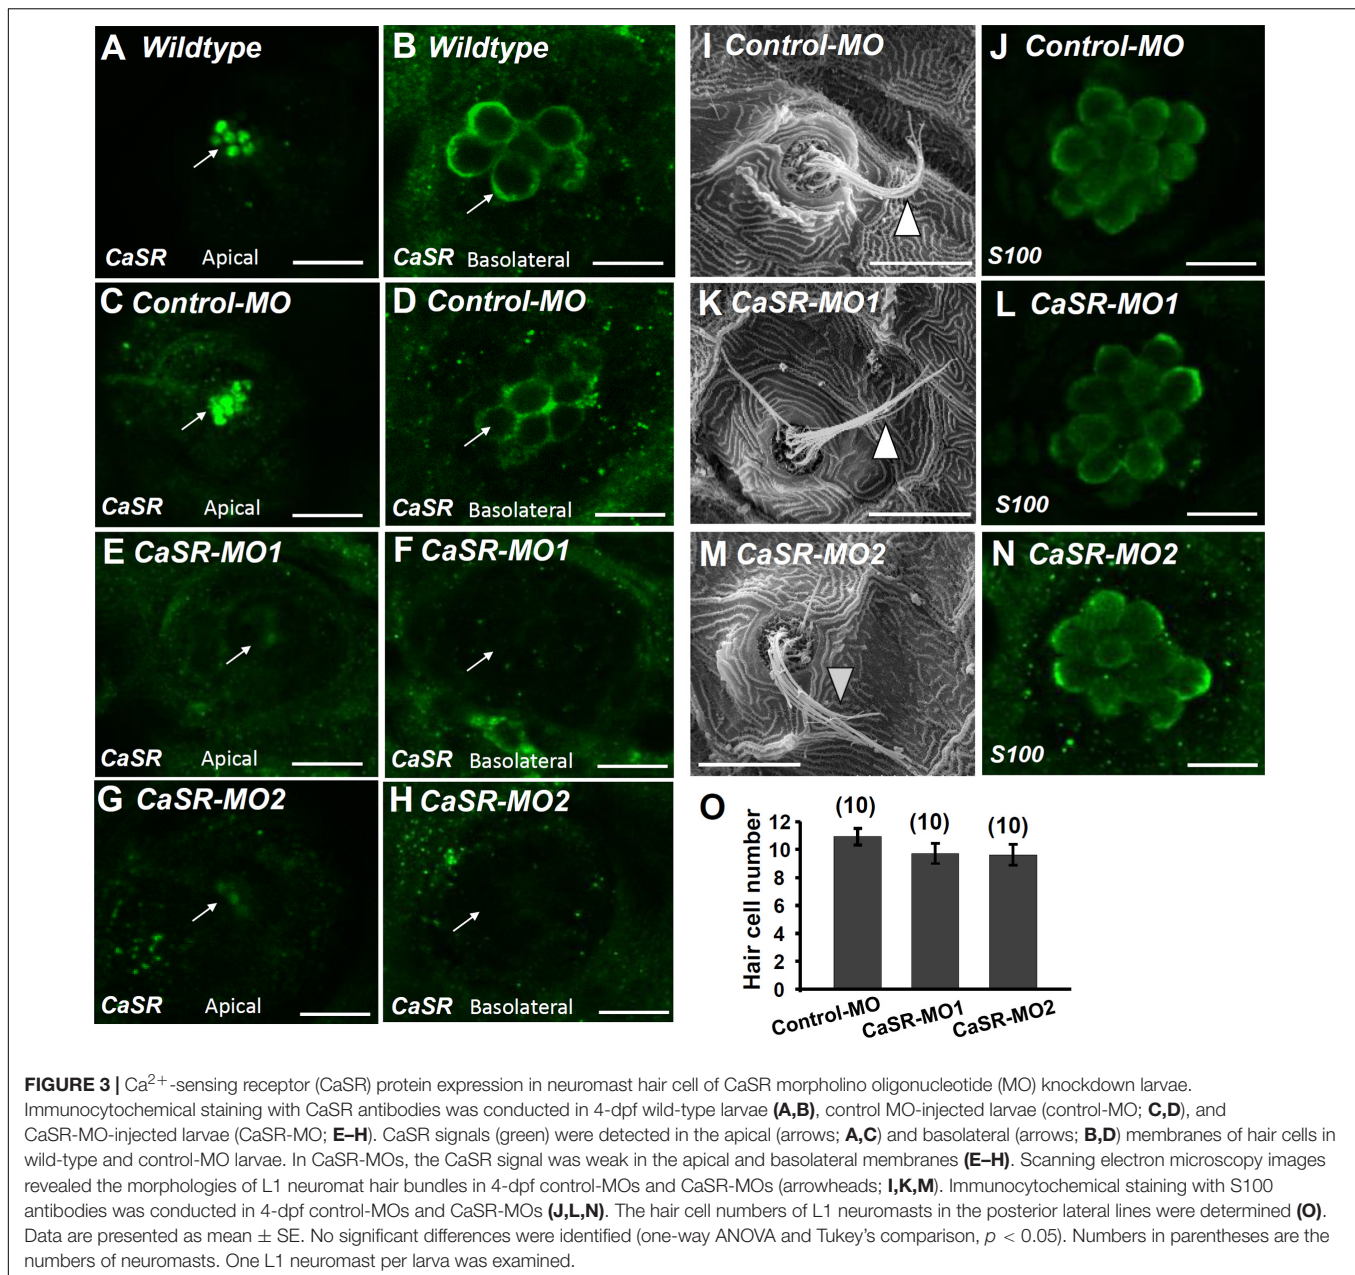 A Wildtype
CaSR Apical
B Wildtype
CaSR Basolateral
C Control-MO
CaSR Apical
D Control-MO
CaSR Basolateral
E CaSR-MO1
CaSR Apical
F CaSR-MO1
CaSR Basolateral
G CaSR-MO2
CaSR Apical
H CaSR-MO2
CaSR Basolateral
I Control-MO
J Control-MO
S100
K CaSR-MO1
L CaSR-MO1
S100
M CaSR-MO2
N CaSR-MO2
S100
O
Hair cell number
12
10
8
6
4
2
0
(10)
(10)
(10)
Control-MO
CaSR-MO1
CaSR-MO2
FIGURE 3 | Ca²⁺-sensing receptor (CaSR) protein expression in neuromast hair cell of CaSR morpholino oligonucleotide (MO) knockdown larvae.
Immunocytochemical staining with CaSR antibodies was conducted in 4-dpf wild-type larvae (A,B), control MO-injected larvae (control-MO; C,D), and
CaSR-MO-injected larvae (CaSR-MO; E–H). CaSR signals (green) were detected in the apical (arrows; A,C) and basolateral (arrows; B,D) membranes of hair cells in
wild-type and control-MO larvae. In CaSR-MOs, the CaSR signal was weak in the apical and basolateral membranes (E–H). Scanning electron microscopy images
revealed the morphologies of L1 neuromat hair bundles in 4-dpf control-MOs and CaSR-MOs (arrowheads; I,K,M). Immunocytochemical staining with S100
antibodies was conducted in 4-dpf control-MOs and CaSR-MOs (J,L,N). The hair cell numbers of L1 neuromasts in the posterior lateral lines were determined (O).
Data are presented as mean ± SE. No significant differences were identified (one-way ANOVA and Tukey's comparison, p < 0.05). Numbers in parentheses are the
numbers of neuromasts. One L1 neuromast per larva was examined.